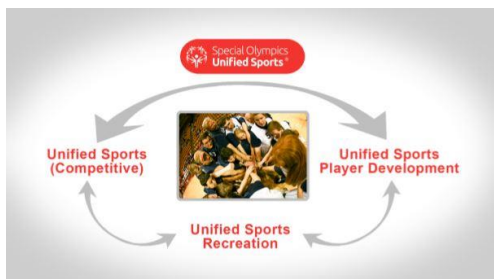 Special Olympics
Unified Sports®
Unified Sports
(Competitive)
Unified Sports
Player Development
Unified Sports
Recreation